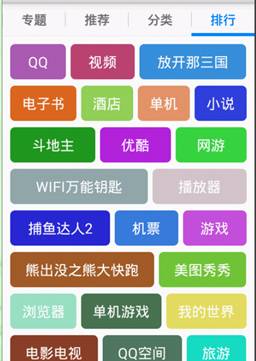 专题 推荐 分类 排行
QQ 视频 放开那三国
电子书 酒店 单机 小说
斗地主 优酷 网游
WIFI万能钥匙 播放器
捕鱼达人2 机票 游戏
熊出没之熊大快跑 美图秀秀
浏览器 单机游戏 我的世界
电影电视 QQ空间 旅游